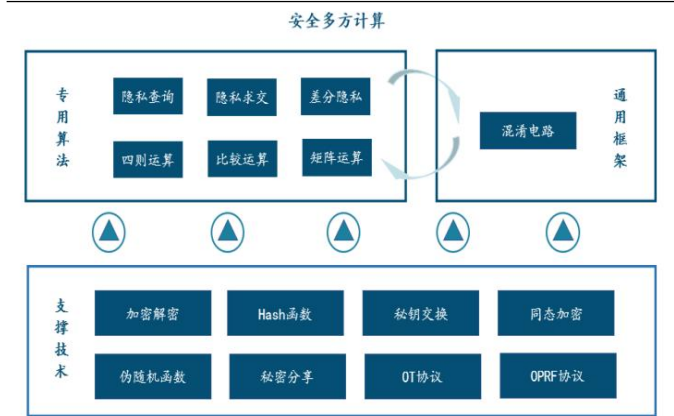 安全多方计算
专用算法
隐私查询
隐私求交
差分隐私
四则运算
比较运算
矩阵运算
通用框架
混淆电路
支撑技术
加密解密
Hash函数
秘钥交换
同态加密
伪随机函数
秘密分享
OT协议
OPRF协议